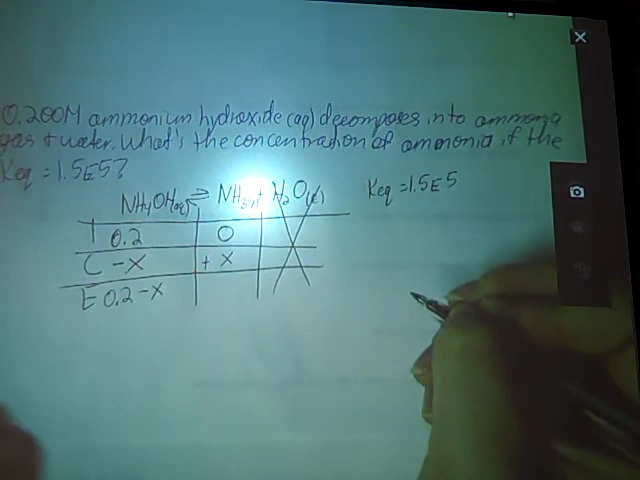 0.200M ammonium hydroxide (aq) decomposes into ammonia
gas + water. What's the concentration of ammonia if the
Keq = 1.5E5?
NH4OH(aq) ⇌ NH3 + H2O(l) Keq = 1.5E5
I 0.2 0
C -x +x
E 0.2-x